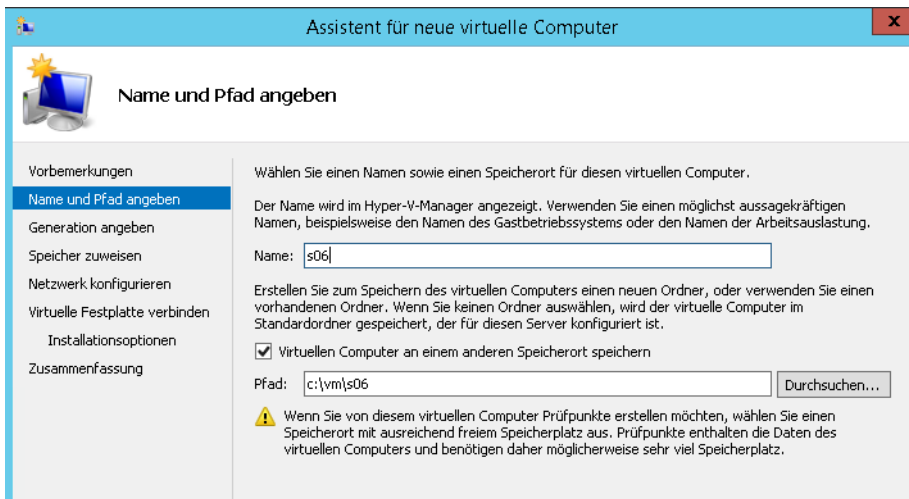 Assistent für neue virtuelle Computer
x
Name und Pfad angeben
Vorbemerkungen
Name und Pfad angeben
Generation angeben
Speicher zuweisen
Netzwerk konfigurieren
Virtuelle Festplatte verbinden
Installationsoptionen
Zusammenfassung
Wählen Sie einen Namen sowie einen Speicherort für diesen virtuellen Computer.
Der Name wird im Hyper-V-Manager angezeigt. Verwenden Sie einen möglichst aussagekräftigen
Namen, beispielsweise den Namen des Gastbetriebssystems oder den Namen der Arbeitsauslastung.
Name: s06
Erstellen Sie zum Speichern des virtuellen Computers einen neuen Ordner, oder verwenden Sie einen
vorhandenen Ordner. Wenn Sie keinen Ordner auswählen, wird der virtuelle Computer im
Standardordner gespeichert, der für diesen Server konfiguriert ist.
Virtuellen Computer an einem anderen Speicherort speichern
Pfad: c:\vm\s06 Durchsuchen...
Wenn Sie von diesem virtuellen Computer Prüfpunkte erstellen möchten, wählen Sie einen
Speicherort mit ausreichend freiem Speicherplatz aus. Prüfpunkte enthalten die Daten des
virtuellen Computers und benötigen daher möglicherweise sehr viel Speicherplatz.